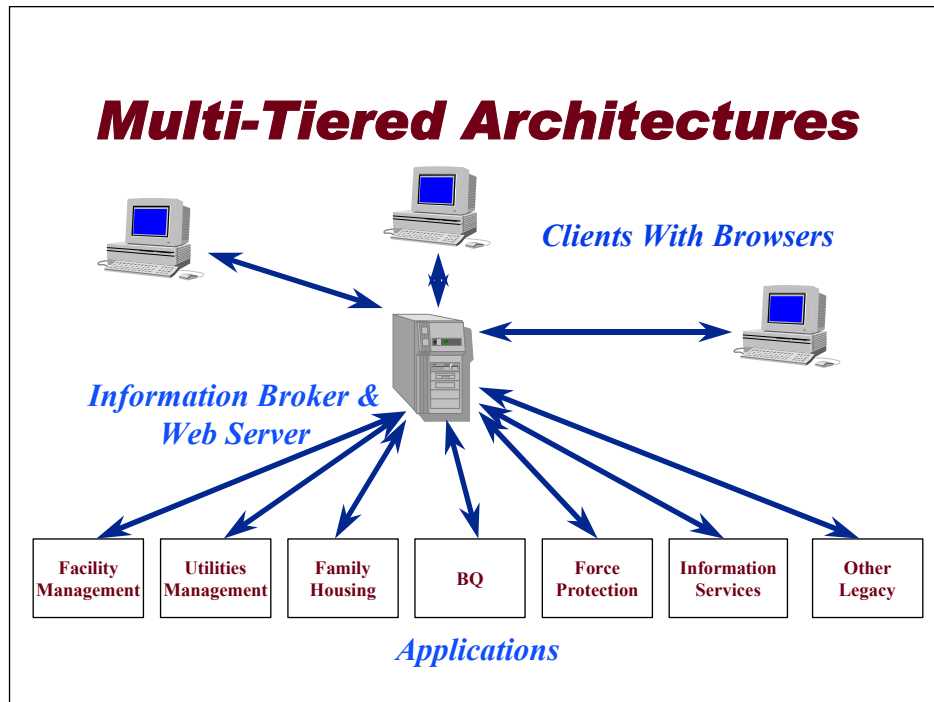 Multi-Tiered Architectures
Clients With Browsers
Information Broker &
Web Server
Facility
Management
Utilities
Management
Family
Housing
BQ
Force
Protection
Information
Services
Other
Legacy
Applications